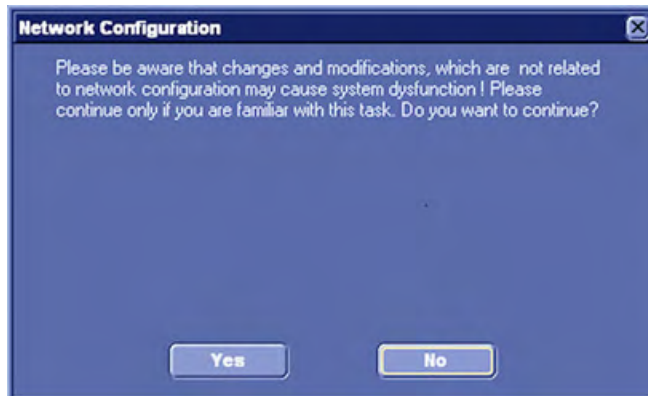 Network Configuration
Please be aware that changes and modifications, which are not related
to network configuration may cause system dysfunction ! Please
continue only if you are familiar with this task. Do you want to continue?
Yes
No